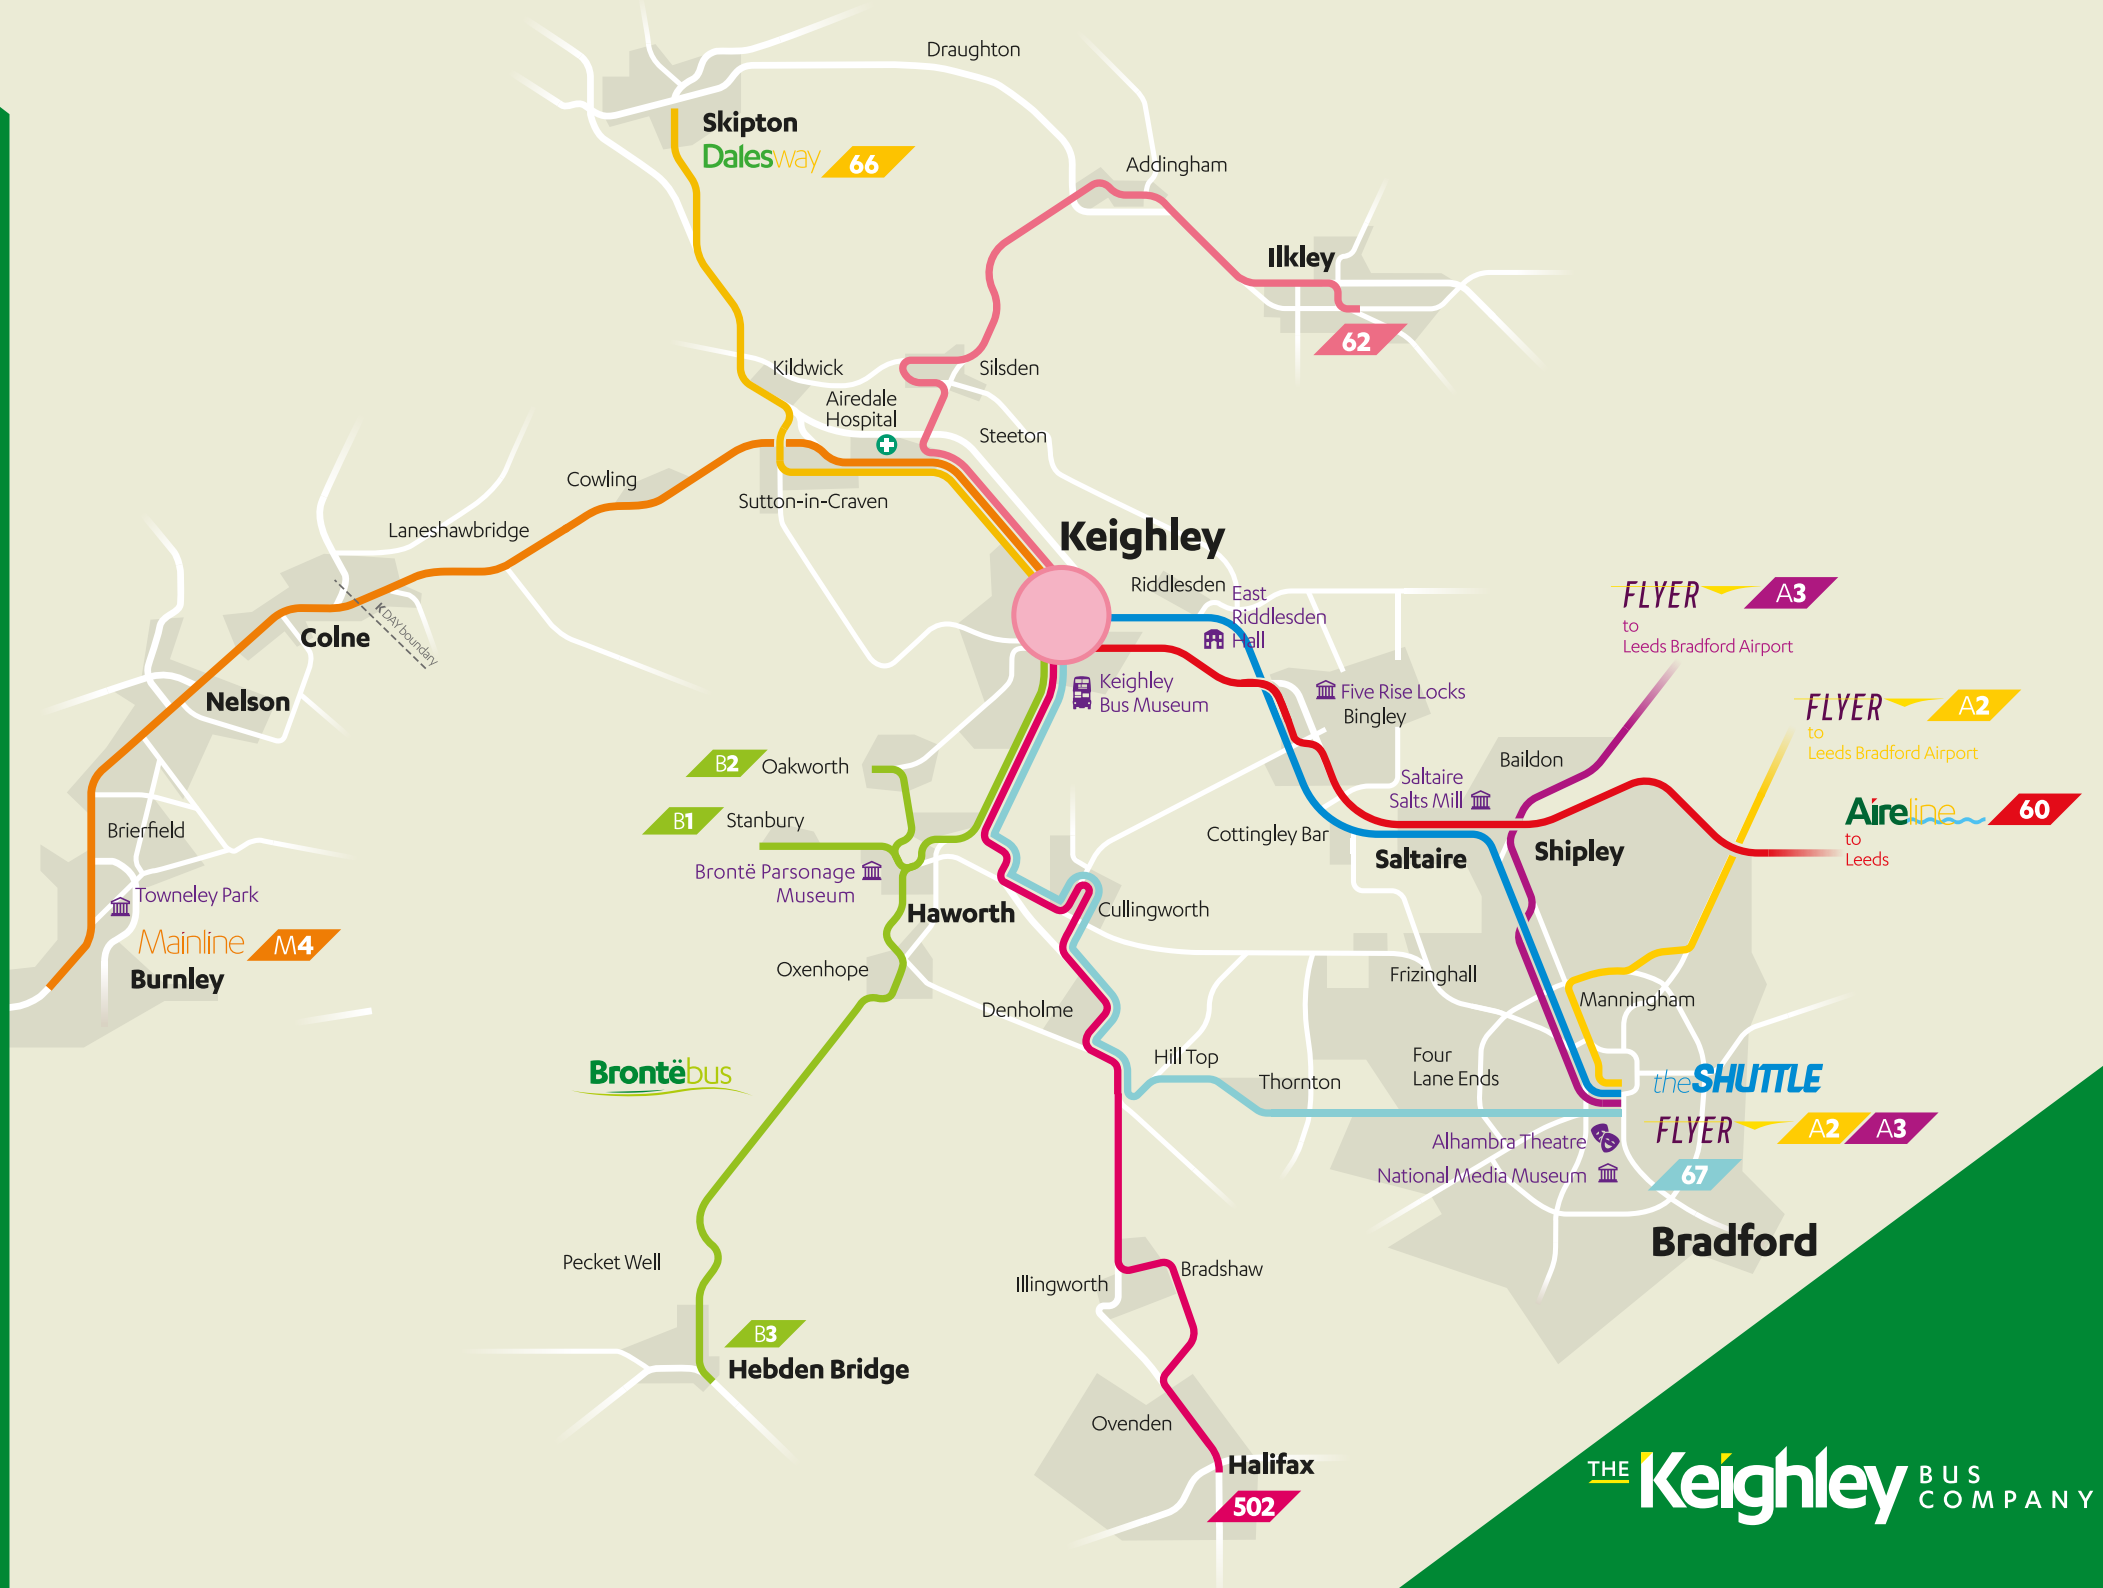 Draughton
Skipton
Dalesway 66
Addingham
Ilkley
62
Kildwick
Silsden
Airedale
Hospital
Steeton
Cowling
Sutton-in-Craven
Laneshawbridge
Keighley
Riddlesden
East
Riddlesden
Hall
FLYER A3
to
Leeds Bradford Airport
K DAY boundary
Colne
Nelson
Keighley
Bus Museum
Five Rise Locks
Bingley
FLYER A2
to
Leeds Bradford Airport
B2 Oakworth
Baildon
Saltaire
Salts Mill
Aireline 60
to
Leeds
B1 Stanbury
Brierfield
Cottingley Bar
Saltaire
Shipley
Brontë Parsonage
Museum
Towneley Park
Haworth
Cullingworth
Mainline M4
Burnley
Oxenhope
Frizinghall
Denholme
Manningham
Hill Top
Four
Lane Ends
Thornton
Brontëbus
theSHUTTLE
FLYER A2 A3
Alhambra Theatre
National Media Museum
67
Bradford
Pecket Well
Illingworth
Bradshaw
B3
Hebden Bridge
Ovenden
Halifax
502
THE Keighley BUS
COMPANY